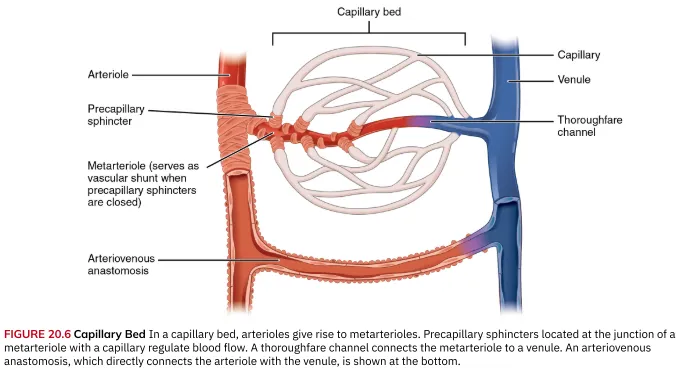 Capillary bed
Arteriole
Precapillary
sphincter
Metarteriole (serves as
vascular shunt when
precapillary sphincters
are closed)
Arteriovenous
anastomosis
Capillary
Venule
Thoroughfare
channel
FIGURE 20.6 Capillary Bed In a capillary bed, arterioles give rise to metarterioles. Precapillary sphincters located at the junction of a
metarteriole with a capillary regulate blood flow. A thoroughfare channel connects the metarteriole to a venule. An arteriovenous
anastomosis, which directly connects the arteriole with the venule, is shown at the bottom.